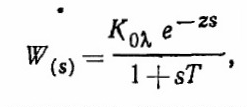 W(s) = K₀λ e⁻ᶻˢ / 1+sT,